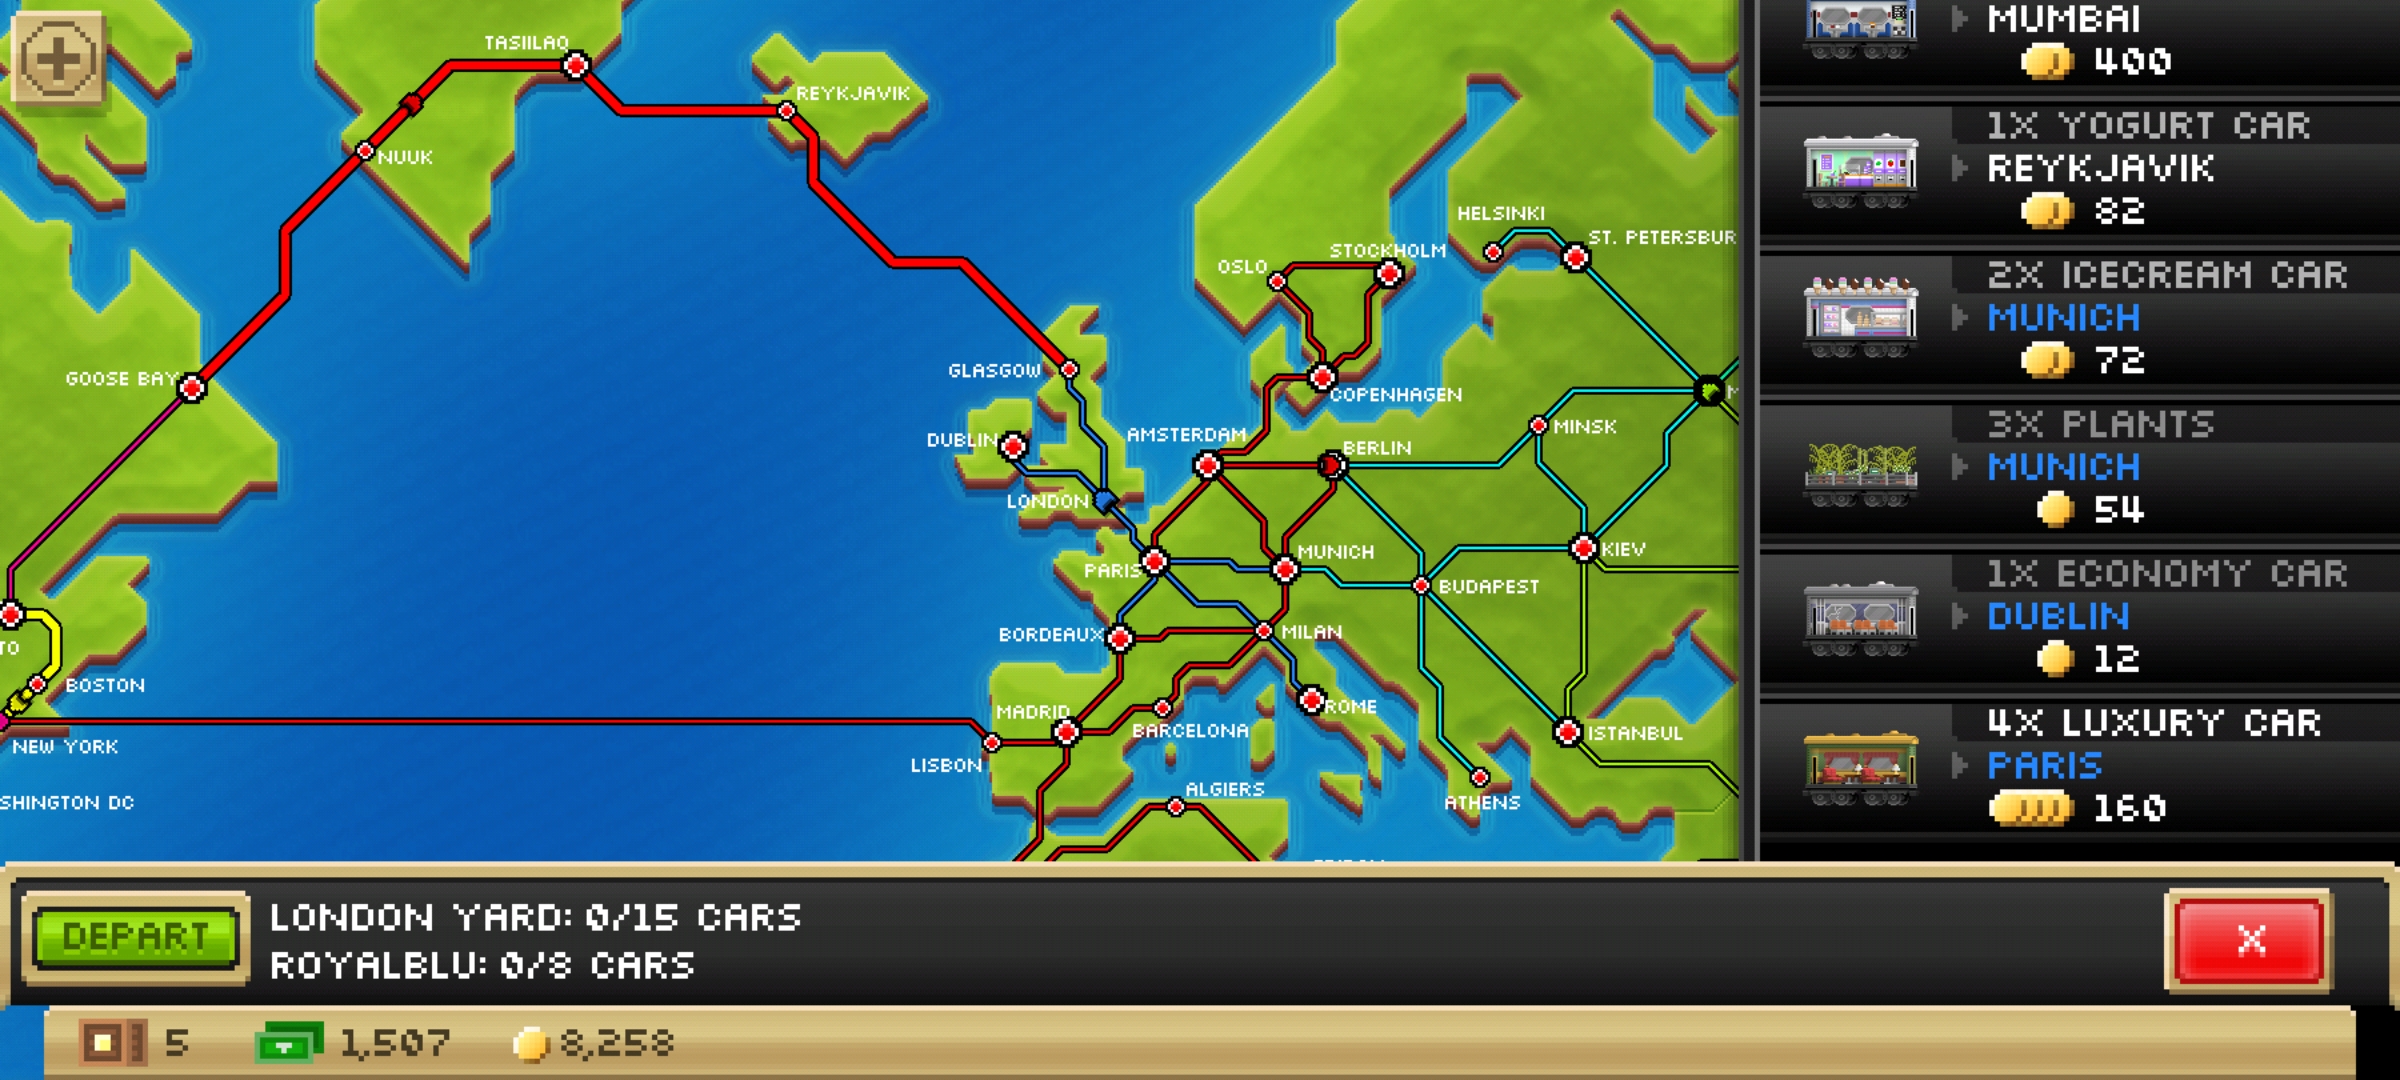 TASIILAQ
REYKJAVIK
NUUK
GOOSE BAY
GLASGOW
DUBLIN
LONDON
AMSTERDAM
PARIS
BORDEAUX
MADRID
LISBON
BARCELONA
ALGIERS
MILAN
ROME
MUNICH
BERLIN
COPENHAGEN
OSLO
STOCKHOLM
HELSINKI
ST. PETERSBUR
MINSK
KIEV
BUDAPEST
ISTANBUL
ATHENS
TO
BOSTON
NEW YORK
SHINGTON DC
MUMBAI
400
1X YOGURT CAR
REYKJAVIK
82
2X ICECREAM CAR
MUNICH
72
3X PLANTS
MUNICH
54
1X ECONOMY CAR
DUBLIN
12
4X LUXURY CAR
PARIS
160
DEPART
LONDON YARD: 0/15 CARS
ROYALBLU: 0/8 CARS
X
5
1,507
8,258